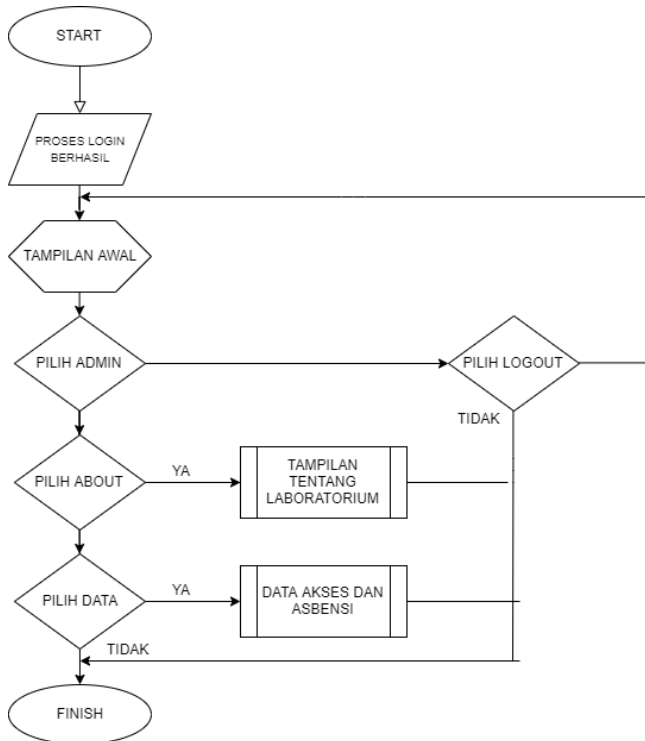 START
PROSES LOGIN
BERHASIL
TAMPILAN AWAL
PILIH ADMIN
PILIH LOGOUT
TIDAK
PILIH ABOUT
YA
TAMPILAN
TENTANG
LABORATORIUM
PILIH DATA
YA
DATA AKSES DAN
ASBENSI
TIDAK
FINISH